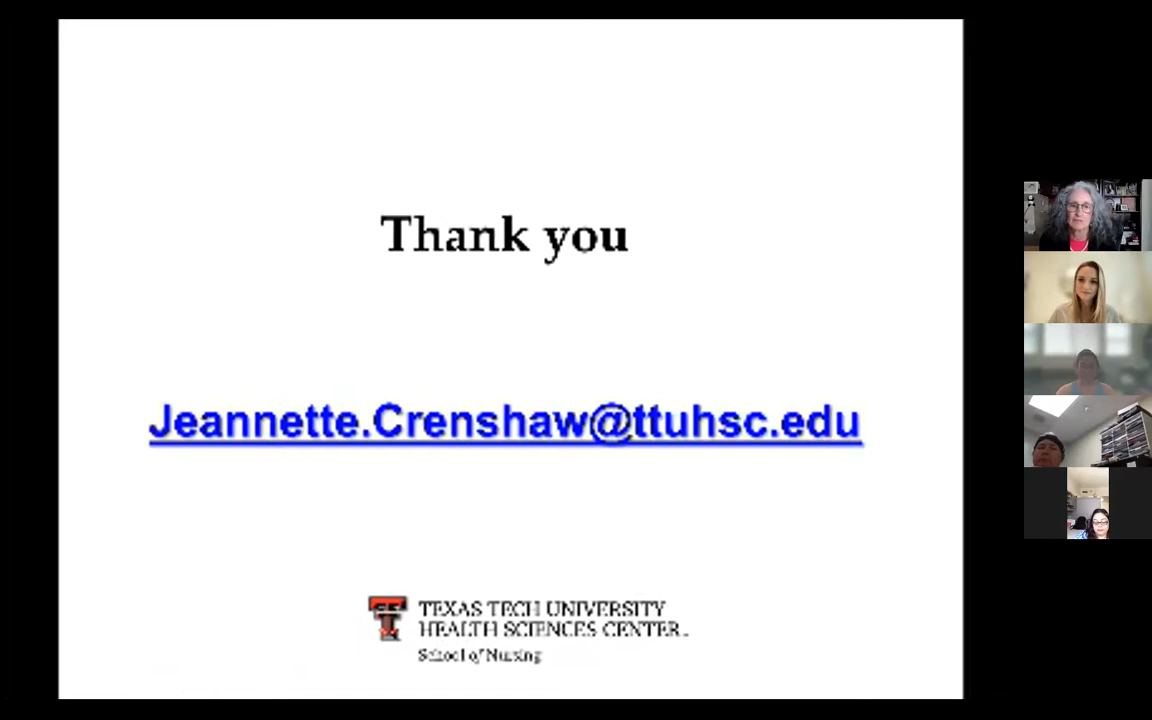 Thank you
Jeannette.Crenshaw@ttuhsc.edu
TEXAS TECH UNIVERSITY
HEALTH SCIENCES CENTER
School of Nursing